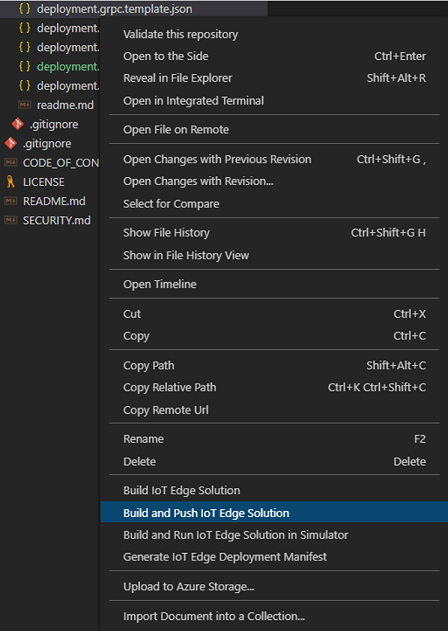 { } deployment.grpc.template.json
{ } deployment.
{ } deployment.
{ } deployment.
{ } deployment.
readme.md
.gitignore
.gitignore
CODE_OF_CON
LICENSE
README.md
SECURITY.md
Validate this repository
Open to the Side Ctrl+Enter
Reveal in File Explorer Shift+Alt+R
Open in Integrated Terminal
Open File on Remote
Open Changes with Previous Revision Ctrl+Shift+G ,
Open Changes with Revision...
Select for Compare
Show File History Ctrl+Shift+G H
Show in File History View
Open Timeline
Cut Ctrl+X
Copy Ctrl+C
Copy Path Shift+Alt+C
Copy Relative Path Ctrl+K Ctrl+Shift+C
Copy Remote Url
Rename F2
Delete Delete
Build IoT Edge Solution
Build and Push IoT Edge Solution
Build and Run IoT Edge Solution in Simulator
Generate IoT Edge Deployment Manifest
Upload to Azure Storage...
Import Document into a Collection...